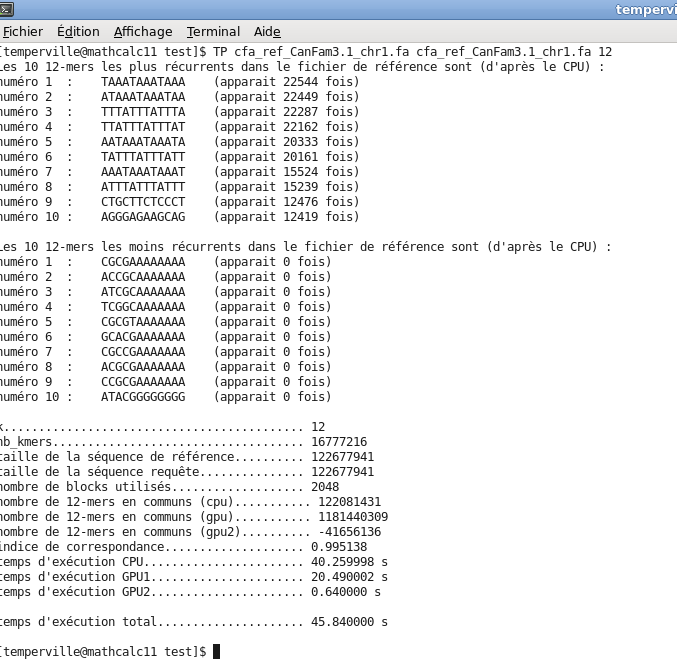 temperv
Fichier Édition Affichage Terminal Aide
[temperville@mathcalc11 test]$ TP cfa_ref_CanFam3.1_chr1.fa cfa_ref_CanFam3.1_chr1.fa 12
Les 10 12-mers les plus récurrents dans le fichier de référence sont (d'après le CPU) :
numéro 1  :    TAAATAAATAAA    (apparait 22544 fois)
numéro 2  :    ATAAATAAATAA    (apparait 22449 fois)
numéro 3  :    TTTATTTATTTA    (apparait 22287 fois)
numéro 4  :    TTATTTATTTAT    (apparait 22162 fois)
numéro 5  :    AATAAATAAATA    (apparait 20333 fois)
numéro 6  :    TATTTATTTATT    (apparait 20161 fois)
numéro 7  :    AAATAAATAAAT    (apparait 15524 fois)
numéro 8  :    ATTTATTTATTT    (apparait 15239 fois)
numéro 9  :    CTGCTTCTCCCT    (apparait 12476 fois)
numéro 10 :    AGGGAGAAGCAG    (apparait 12419 fois)
Les 10 12-mers les moins récurrents dans le fichier de référence sont (d'après le CPU) :
numéro 1  :    CGCGAAAAAAAA    (apparait 0 fois)
numéro 2  :    ACCGCAAAAAAA    (apparait 0 fois)
numéro 3  :    ATCGCAAAAAAA    (apparait 0 fois)
numéro 4  :    TCGGCAAAAAAA    (apparait 0 fois)
numéro 5  :    CGCGTAAAAAAA    (apparait 0 fois)
numéro 6  :    GCACGAAAAAAA    (apparait 0 fois)
numéro 7  :    CGCCGAAAAAAA    (apparait 0 fois)
numéro 8  :    ACGCGAAAAAAA    (apparait 0 fois)
numéro 9  :    CCGCGAAAAAAA    (apparait 0 fois)
numéro 10 :    ATACGGGGGGGG    (apparait 0 fois)
k........................................... 12
nb_kmers.................................... 16777216
taille de la séquence de référence.......... 122677941
taille de la séquence requête............... 122677941
nombre de blocks utilisés................... 2048
nombre de 12-mers en communs (cpu)........... 122081431
nombre de 12-mers en communs (gpu)........... 1181440309
nombre de 12-mers en communs (gpu2).......... -41656136
indice de correspondance.................... 0.995138
temps d'exécution CPU....................... 40.259998 s
temps d'exécution GPU1...................... 20.490002 s
temps d'exécution GPU2...................... 0.640000 s
temps d'exécution total..................... 45.840000 s
[temperville@mathcalc11 test]$